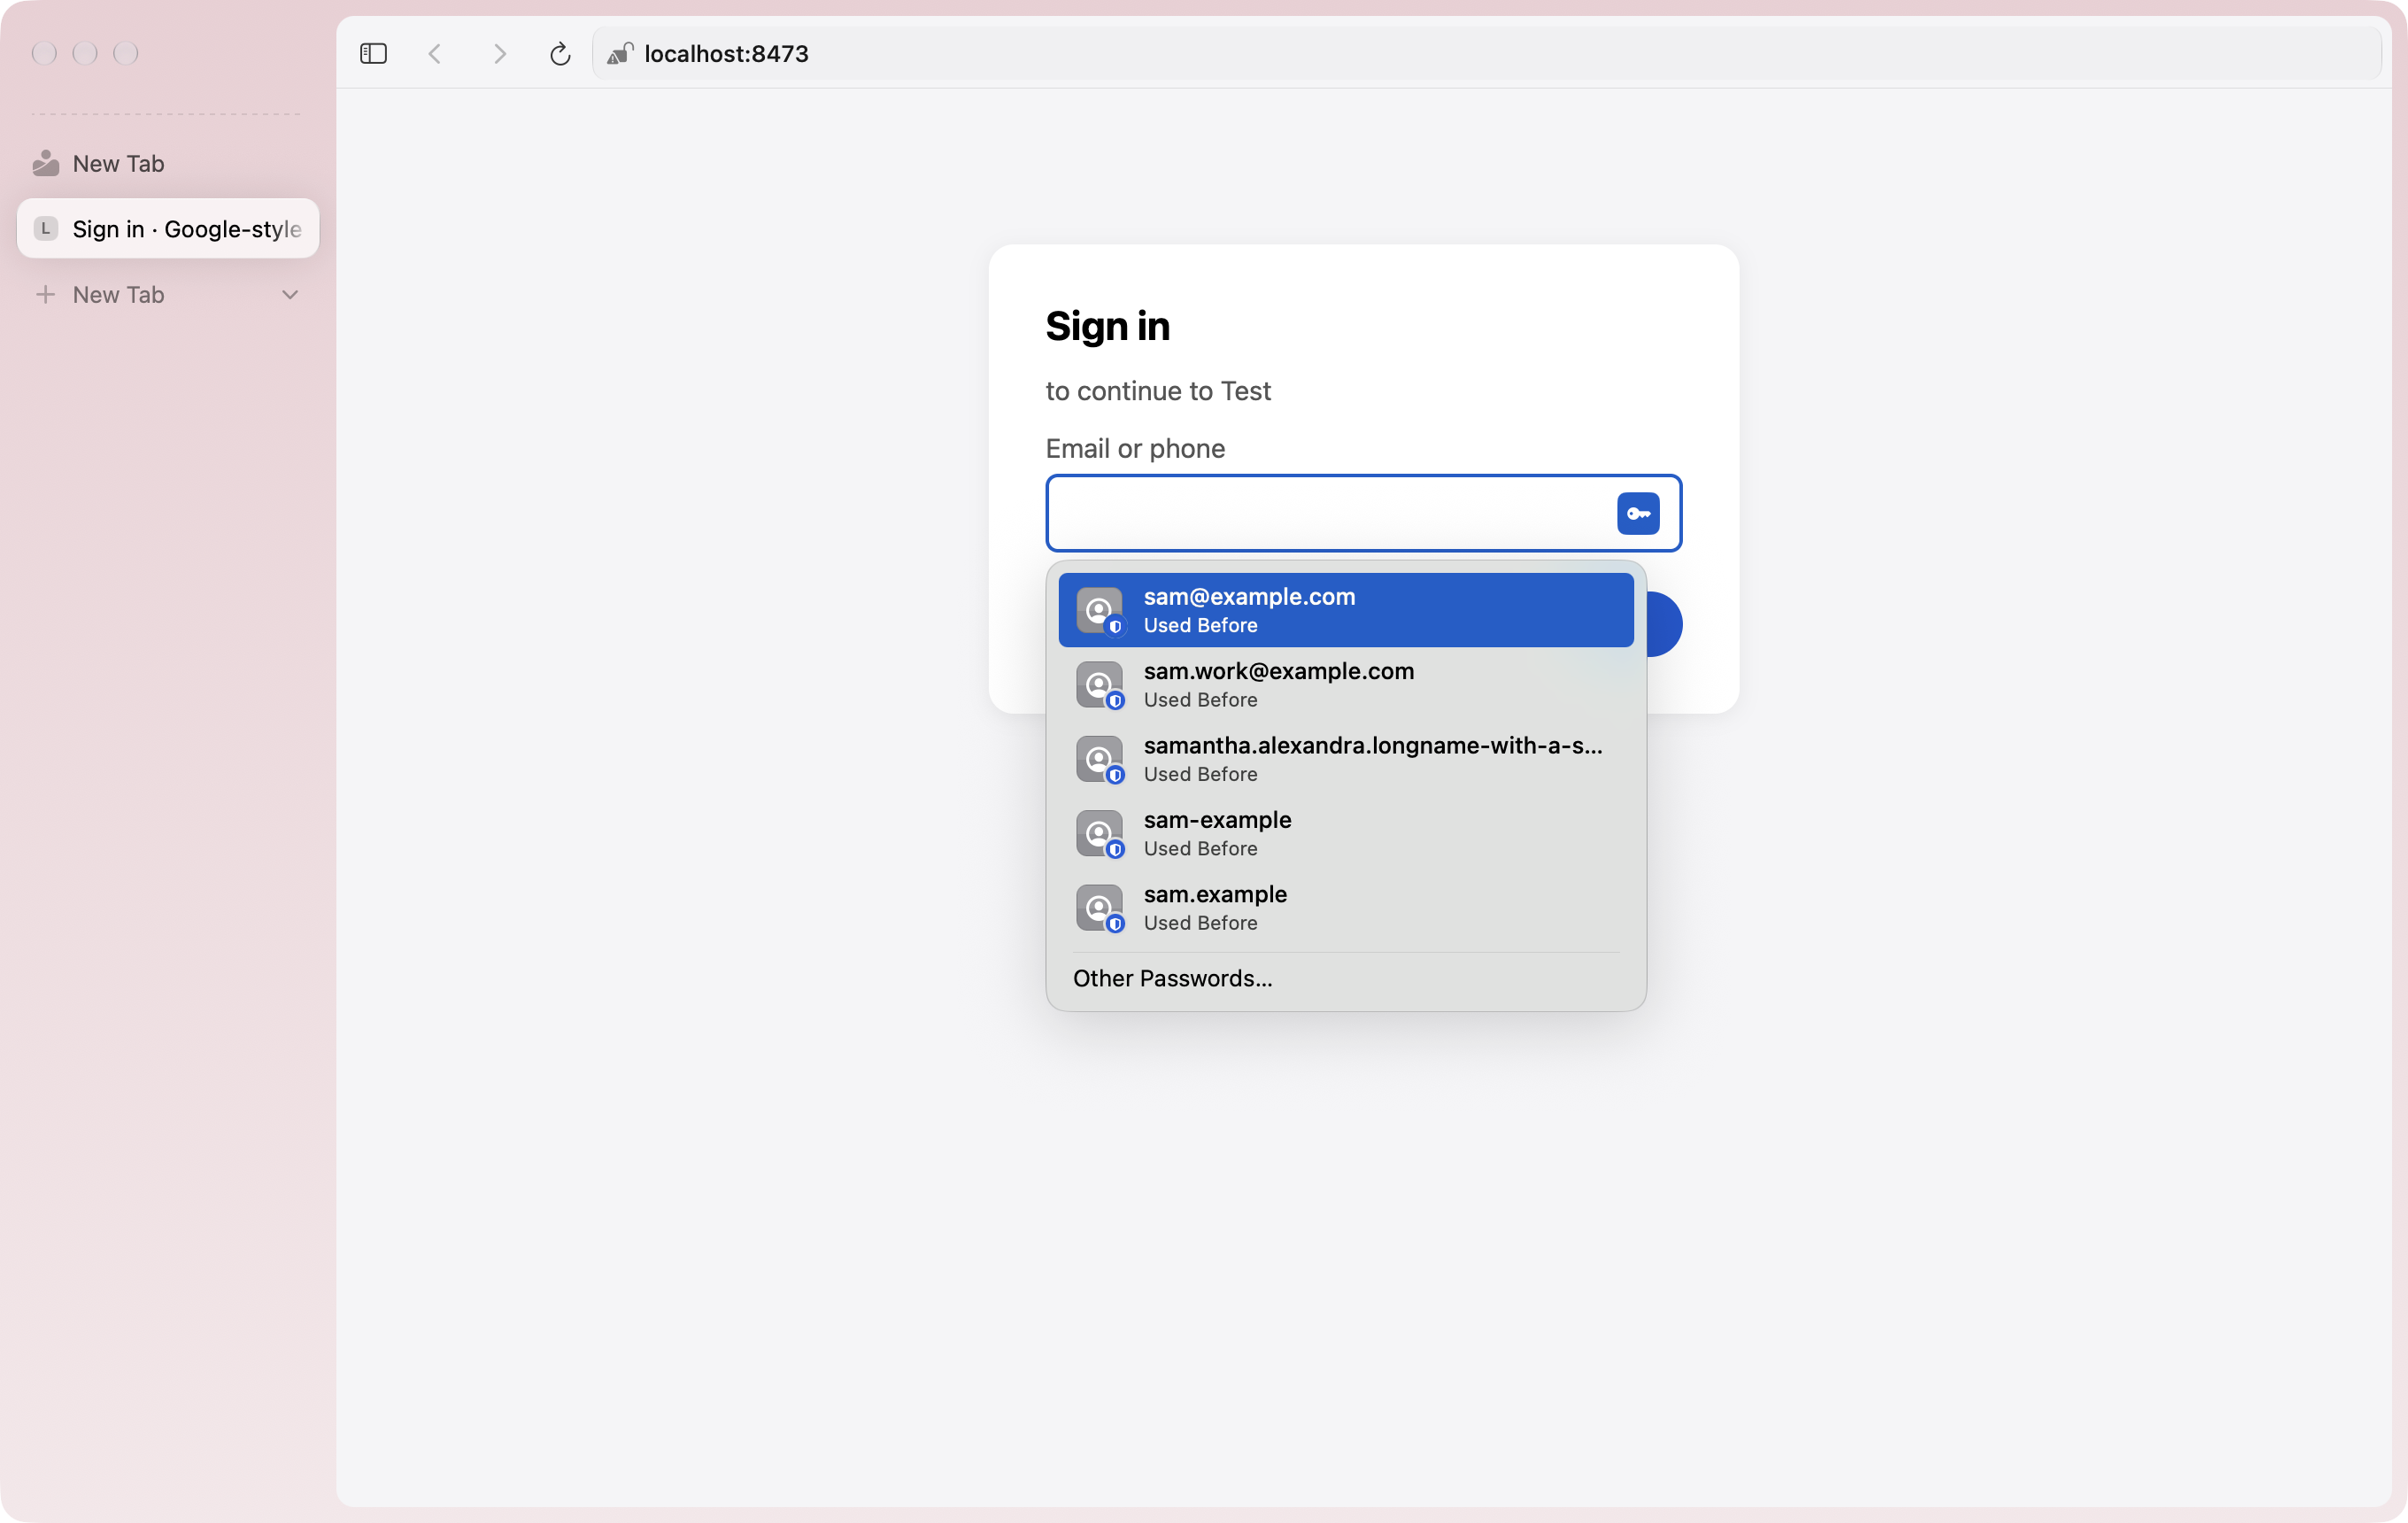 localhost:8473
New Tab
L Sign in · Google-style
New Tab
Sign in
to continue to Test
Email or phone
sam@example.com
Used Before
sam.work@example.com
Used Before
samantha.alexandra.longname-with-a-s...
Used Before
sam-example
Used Before
sam.example
Used Before
Other Passwords...